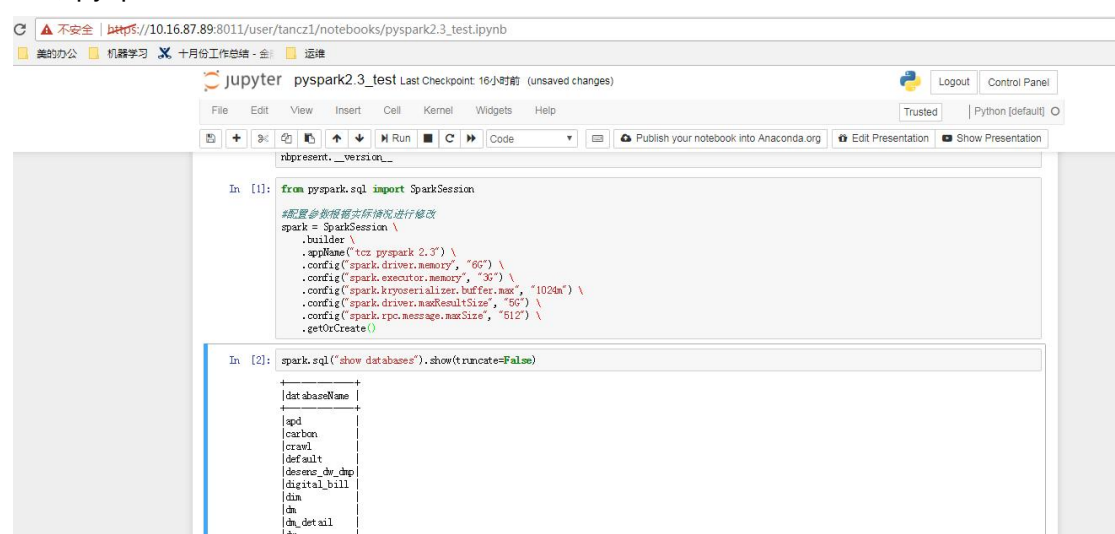 不安全 | https://10.16.87.89:8011/user/tancz1/notebooks/pyspark2.3_test.ipynb
美的办公 机器学习 十月份工作总结 - 金 运维
jupyter pyspark2.3_test Last Checkpoint: 16小时前 (unsaved changes) Logout Control Panel
File Edit View Insert Cell Kernel Widgets Help Trusted | Python [default]
Run Code Publish your notebook into Anaconda.org Edit Presentation Show Presentation
nbpresent.__version__
In [1]: from pyspark.sql import SparkSession
#配置参数根据实际情况进行修改
spark = SparkSession \
.builder \
.appName("tcz pyspark 2.3") \
.config("spark.driver.memory", "6G") \
.config("spark.executor.memory", "3G") \
.config("spark.kryoserializer.buffer.max", "1024m") \
.config("spark.driver.maxResultSize", "5G") \
.config("spark.rpc.message.maxSize", "512") \
.getOrCreate()
In [2]: spark.sql("show databases").show(truncate=False)
+------------+
|databaseName |
+------------+
|apd |
|carbon |
|crawl |
|default |
|desens_dw_dmp|
|digital_bill |
|dim |
|dm |
|dm_detail |